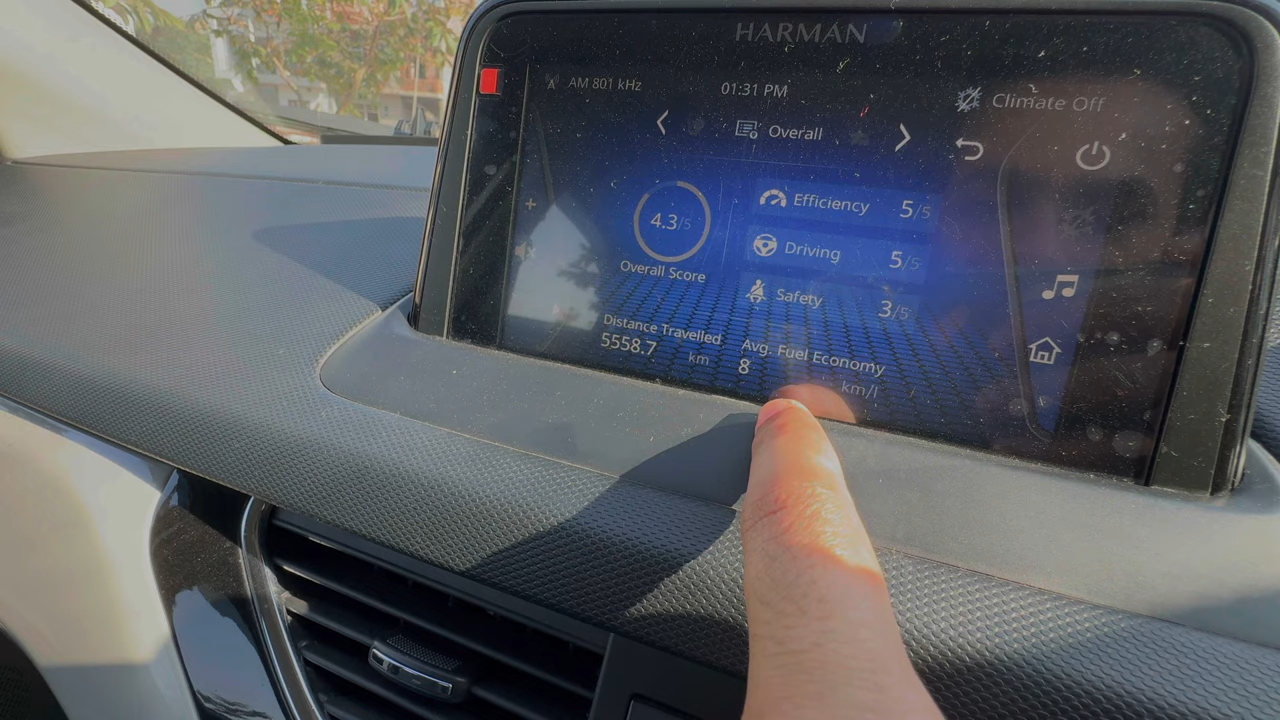 HARMAN
AM 801 kHz
01:31 PM
Climate Off
Overall
4.3/5
Overall Score
Efficiency 5/5
Driving 5/5
Safety 3/5
Distance Travelled
5558.7 km
Avg. Fuel Economy
8 km/l